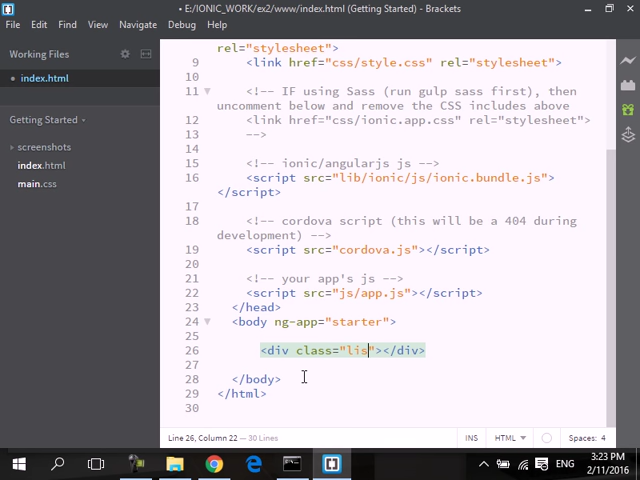 • E:/IONIC_WORK/ex2/www/index.html (Getting Started) - Brackets
File Edit Find View Navigate Debug Help
Working Files
• index.html
Getting Started
screenshots
index.html
main.css
rel="stylesheet">
9 <link href="css/style.css" rel="stylesheet">
10
11 <!-- IF using Sass (run gulp sass first), then
uncomment below and remove the CSS includes above
12 <link href="css/ionic.app.css" rel="stylesheet">
13 -->
14
15 <!-- ionic/angularjs js -->
16 <script src="lib/ionic/js/ionic.bundle.js">
</script>
17
18 <!-- cordova script (this will be a 404 during
development) -->
19 <script src="cordova.js"></script>
20
21 <!-- your app's js -->
22 <script src="js/app.js"></script>
23 </head>
24 <body ng-app="starter">
25
26 <div class="lis"></div>
27
28 </body>
29 </html>
30
Line 26, Column 22 — 30 Lines
INS
HTML
Spaces: 4
ENG
3:23 PM
2/11/2016